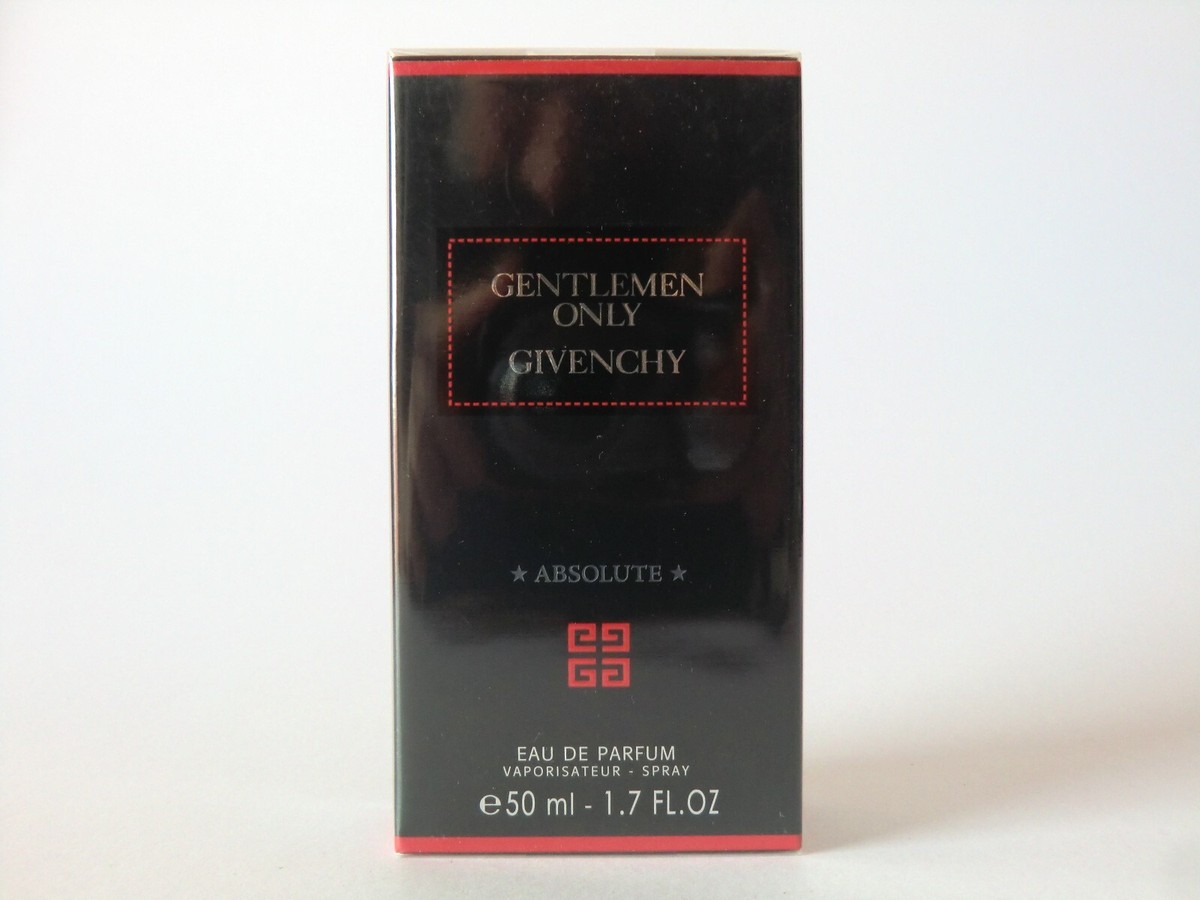 GENTLEMEN
ONLY
GIVENCHY
★ ABSOLUTE ★
EAU DE PARFUM
VAPORISATEUR - SPRAY
℮50 ml - 1.7 FL.OZ